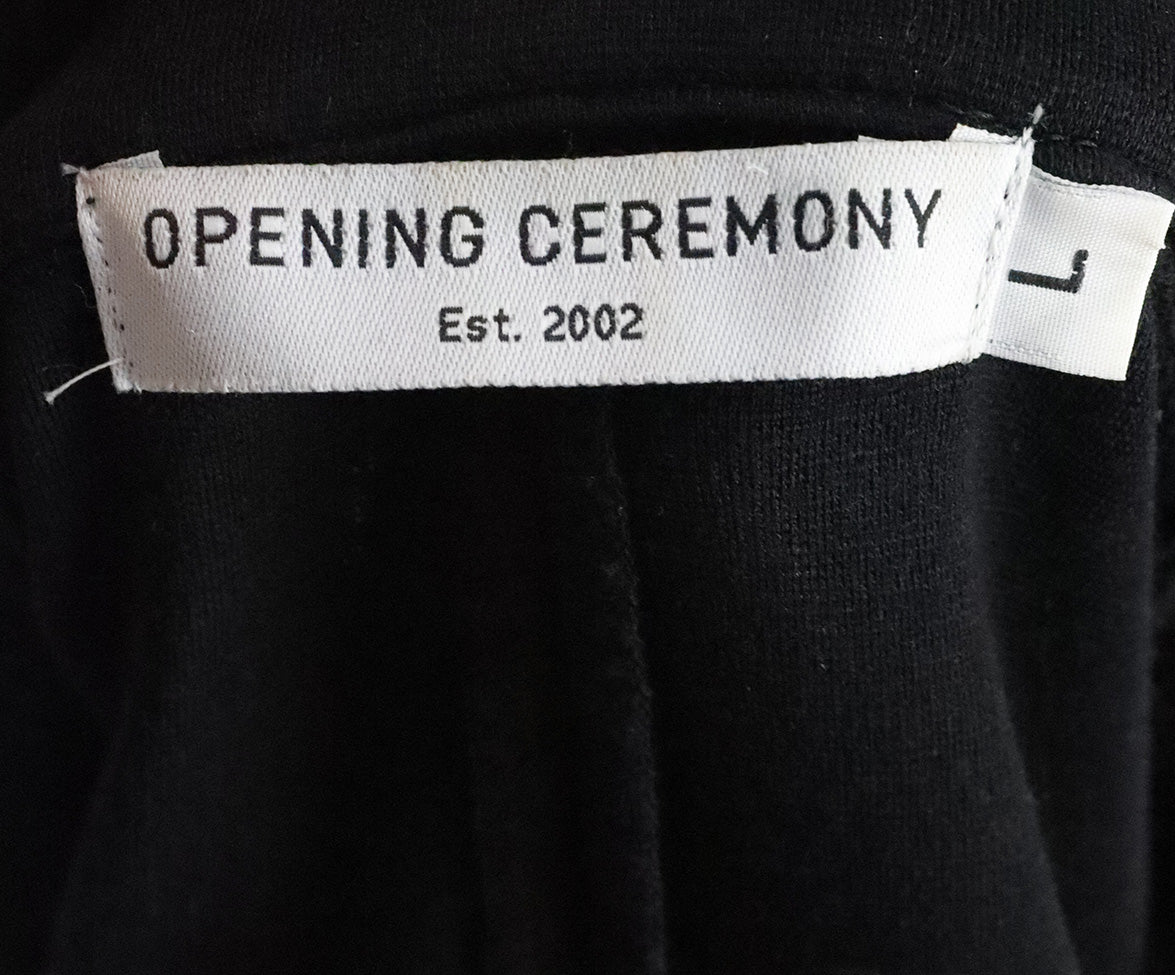 OPENING CEREMONY
Est. 2002
L